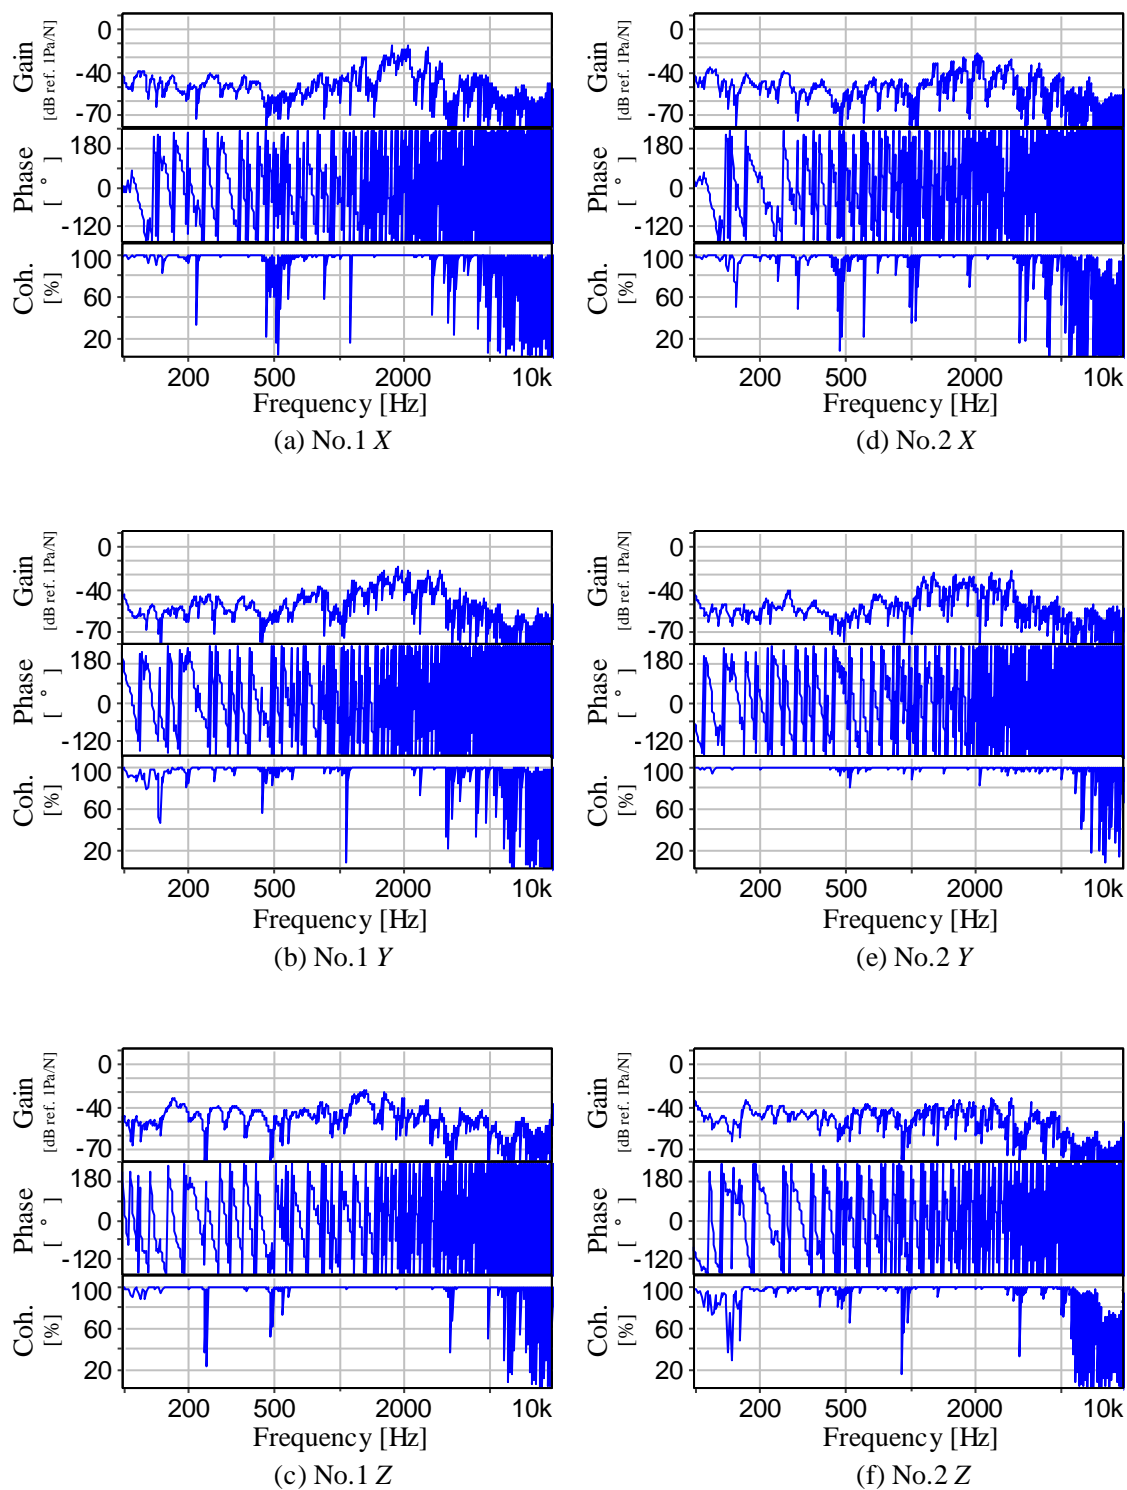 0
-40
-70
Gain
[dB ref. 1Pa/N]
180
0
-120
Phase
[ ° ]
100
60
20
Coh.
[%]
200 500 2000 10k
Frequency [Hz]
(a) No.1 X
0
-40
-70
Gain
[dB ref. 1Pa/N]
180
0
-120
Phase
[ ° ]
100
60
20
Coh.
[%]
200 500 2000 10k
Frequency [Hz]
(d) No.2 X
0
-40
-70
Gain
[dB ref. 1Pa/N]
180
0
-120
Phase
[ ° ]
100
60
20
Coh.
[%]
200 500 2000 10k
Frequency [Hz]
(b) No.1 Y
0
-40
-70
Gain
[dB ref. 1Pa/N]
180
0
-120
Phase
[ ° ]
100
60
20
Coh.
[%]
200 500 2000 10k
Frequency [Hz]
(e) No.2 Y
0
-40
-70
Gain
[dB ref. 1Pa/N]
180
0
-120
Phase
[ ° ]
100
60
20
Coh.
[%]
200 500 2000 10k
Frequency [Hz]
(c) No.1 Z
0
-40
-70
Gain
[dB ref. 1Pa/N]
180
0
-120
Phase
[ ° ]
100
60
20
Coh.
[%]
200 500 2000 10k
Frequency [Hz]
(f) No.2 Z